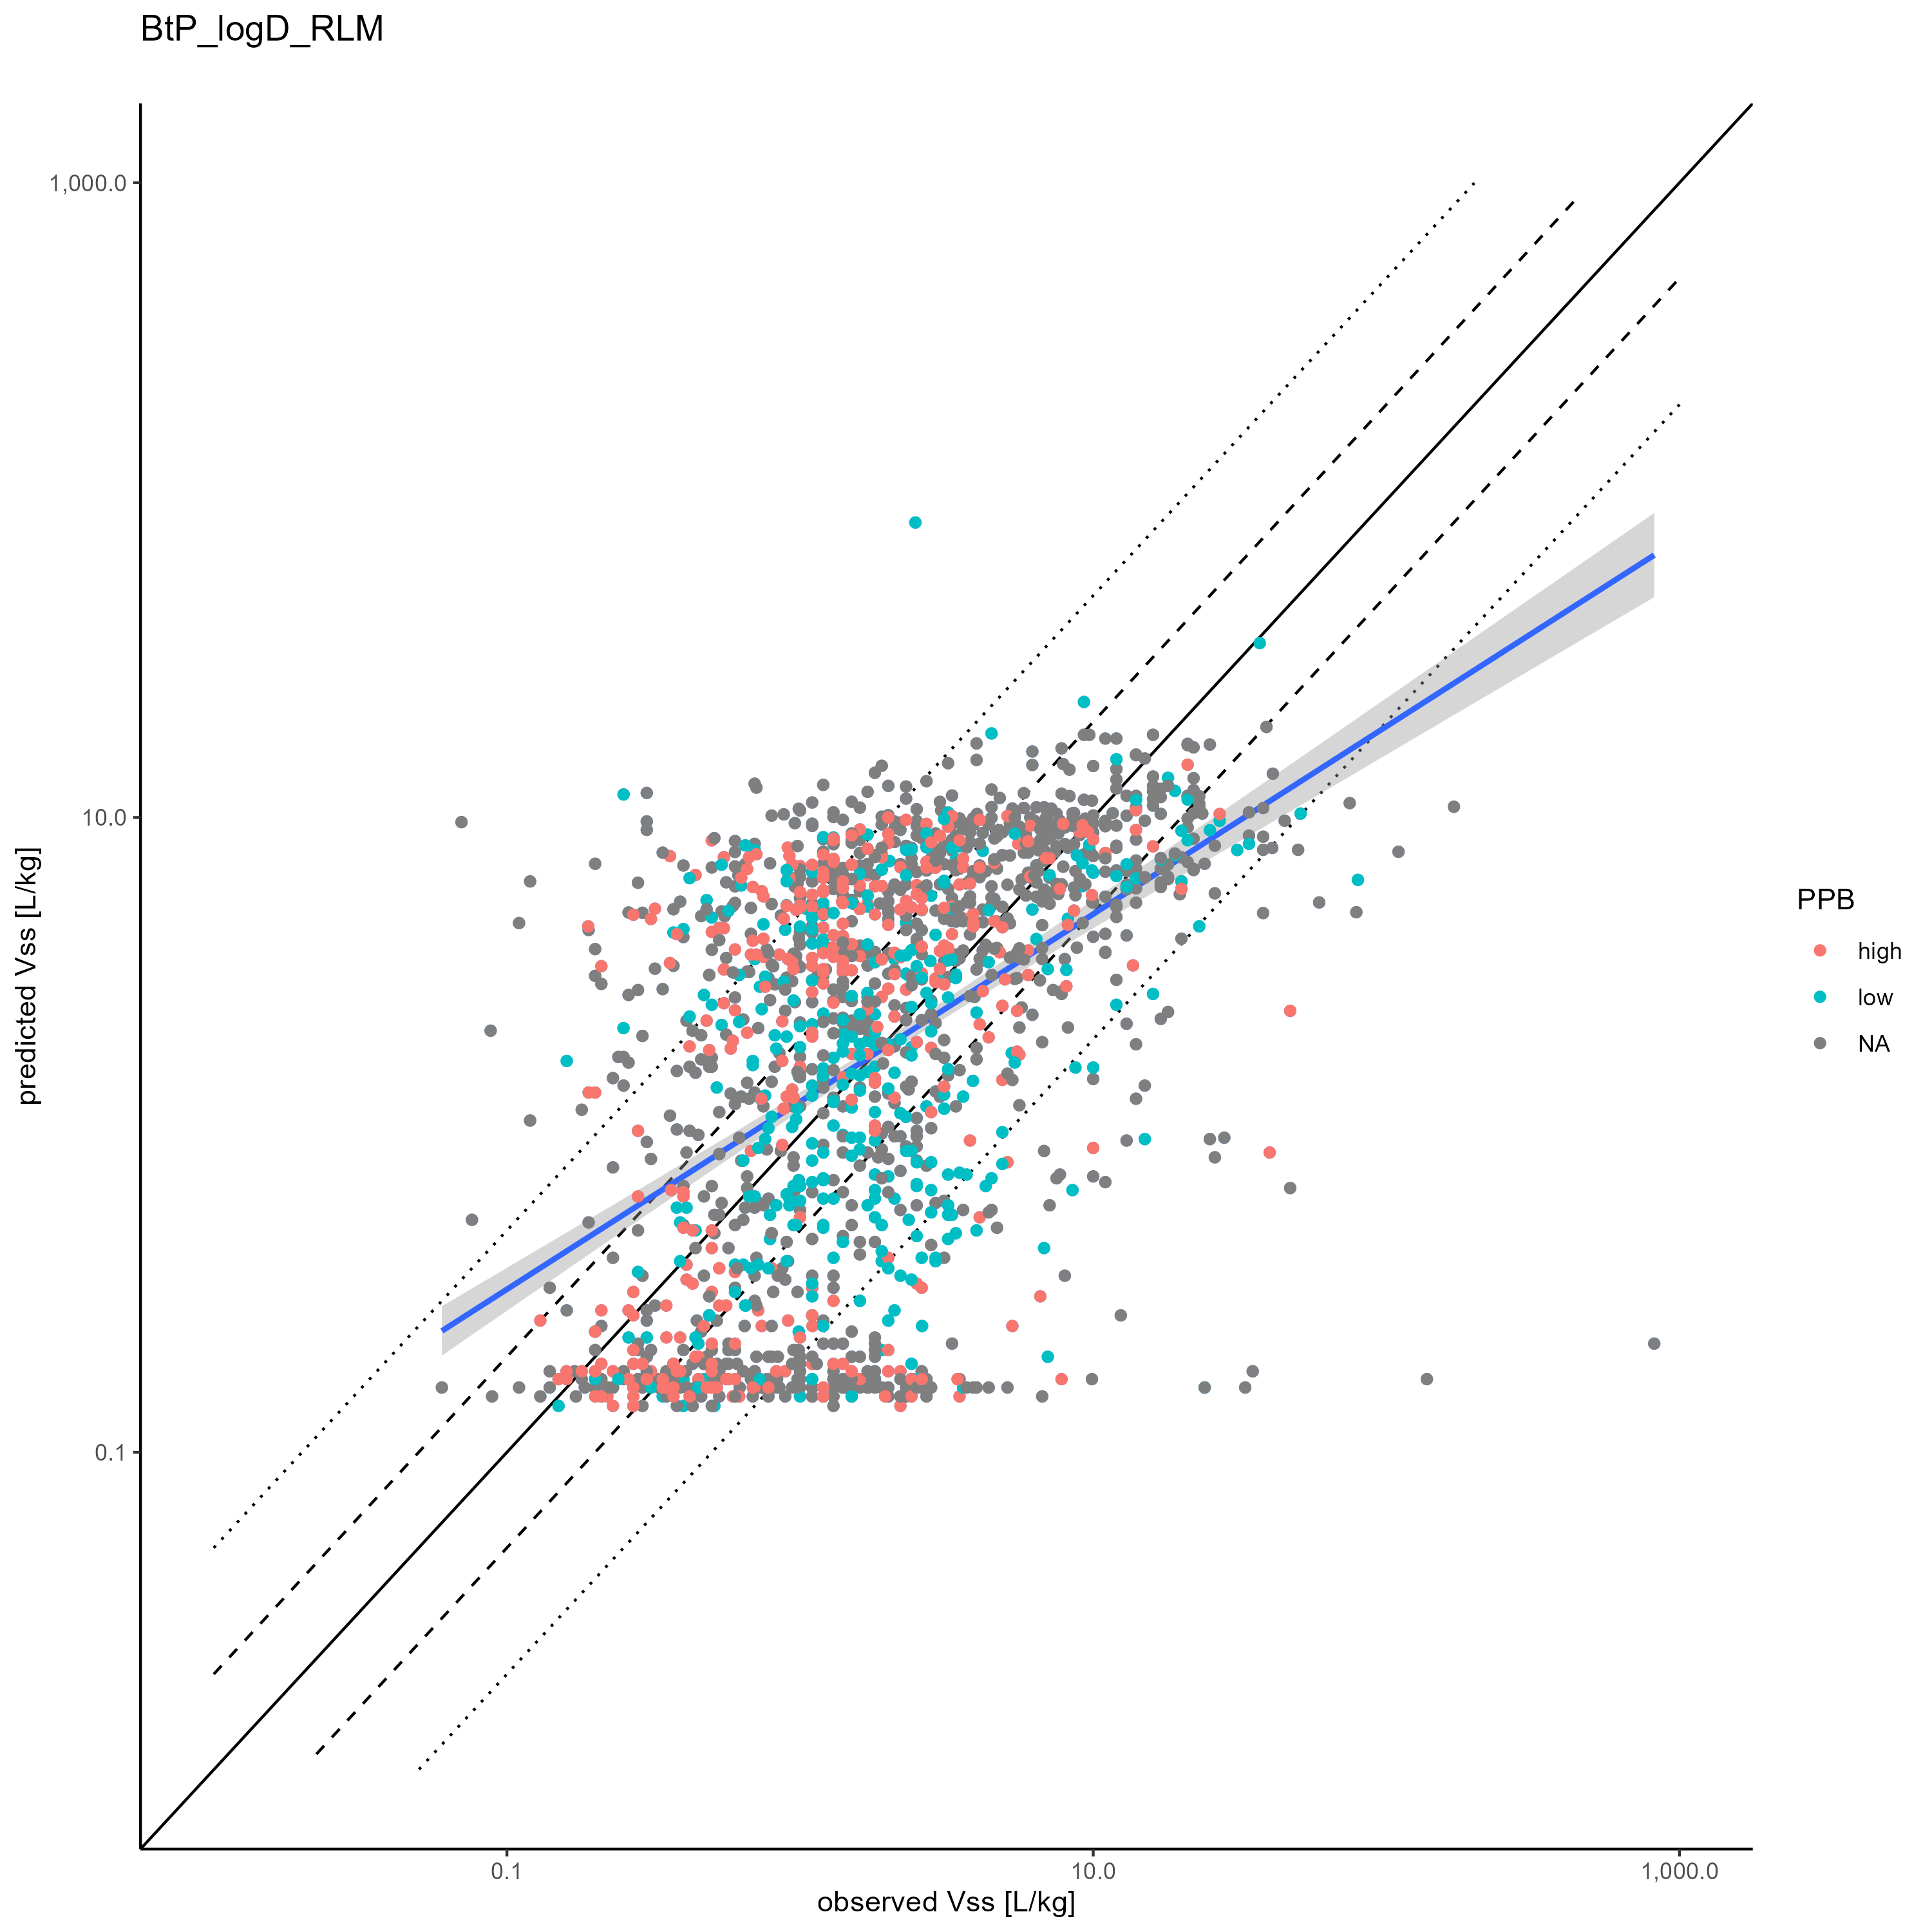 BtP_logD_RLM
1,000.0
10.0
0.1
predicted Vss [L/kg]
0.1
10.0
1,000.0
observed Vss [L/kg]
PPB
high
low
NA